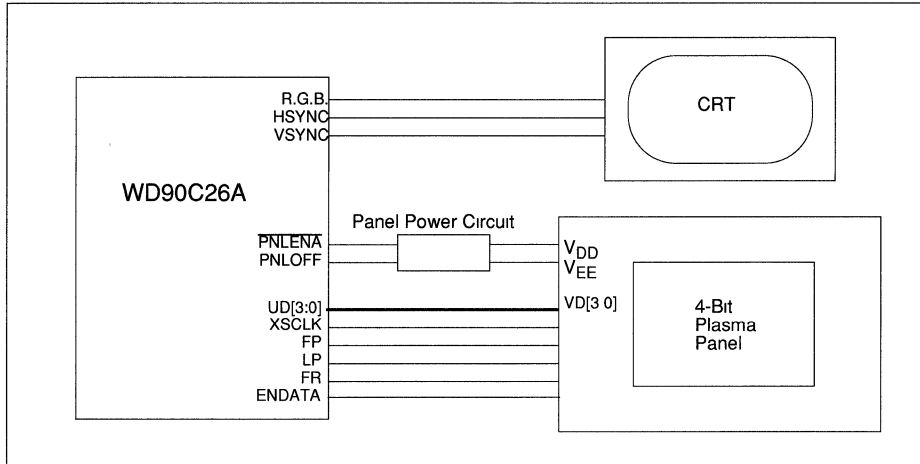 R.G.B.
HSYNC
VSYNC
CRT
WD90C26A
Panel Power Circuit
PNLENA
PNLOFF
VDD
VEE
UD[3:0]
XSCLK
FP
LP
FR
ENDATA
VD[3 0]
4-Bit
Plasma
Panel